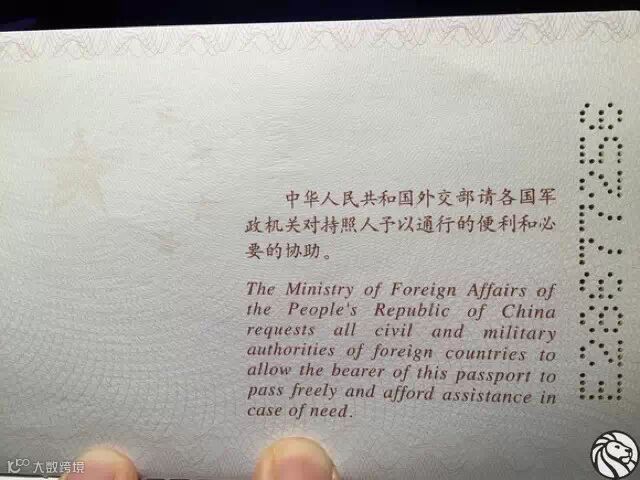 中华人民共和国外交部请各国军
政机关对持照人予以通行的便利和必
要的协助。
The Ministry of Foreign Affairs of
the People's Republic of China
requests all civil and military
authorities of foreign countries to
allow the bearer of this passport to
pass freely and afford assistance in
case of need.
大数跨境